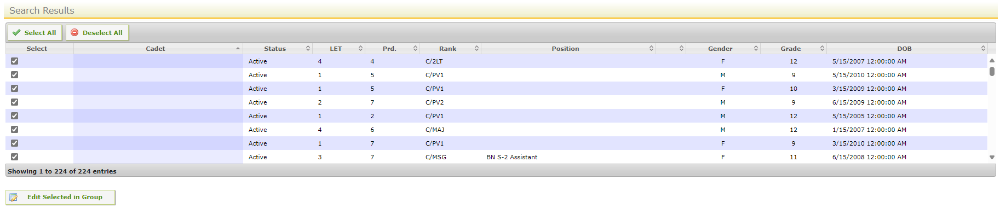 Search Results
Select All Deselect All
Select Cadet Status LET Prd. Rank Position Gender Grade DOB
Active 4 4 C/2LT F 12 5/15/2007 12:00:00 AM
Active 1 5 C/PV1 M 9 5/15/2010 12:00:00 AM
Active 1 5 C/PV1 F 10 3/15/2009 12:00:00 AM
Active 2 7 C/PV2 M 9 6/15/2009 12:00:00 AM
Active 1 2 C/PV1 M 12 5/15/2005 12:00:00 AM
Active 4 6 C/MAJ M 12 1/15/2007 12:00:00 AM
Active 1 7 C/PV1 F 9 3/15/2010 12:00:00 AM
Active 3 7 C/MSG BN S-2 Assistant F 11 6/15/2008 12:00:00 AM
Showing 1 to 224 of 224 entries
Edit Selected in Group